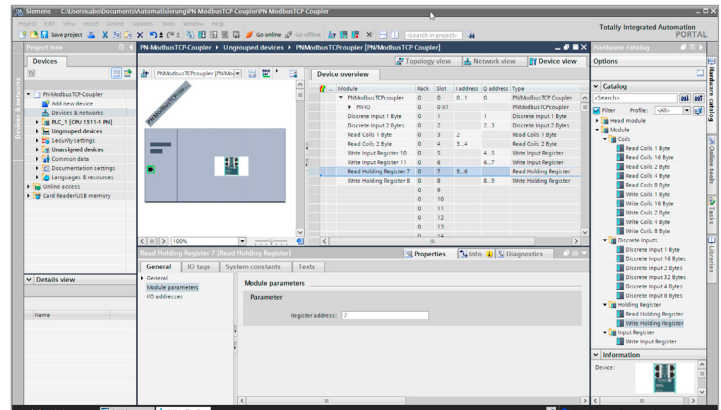 Siemens - C:\Users\cabo\Documents\Automatisierung\PN ModbusTCP Coupler\PN-ModbusTCP-Coupler
Project Edit View Insert Online Options Tools Window Help
Save project
Go online
Go offline
<Search in project>
Totally Integrated Automation
PORTAL
Project tree
Devices
PN-ModbusTCP-Coupler
Add new device
Devices & networks
PLC_1 [CPU 1511-1 PN]
Ungrouped devices
Security settings
Unassigned devices
Common data
Documentation settings
Languages & resources
Online access
Card Reader/USB memory
Details view
Name
Devices & networks
PN-ModbusTCP-Coupler
Ungrouped devices
PNModbusTCPcoupler [PN/Modbus TCP Coupler]
Topology view
Network view
Device view
Device overview
Module Rack Slot I address Q address Type
PNModbusTCPcoupler 0 0 0...1 0 PN/ModbusTCP Coupler
PN-IO 0 0 X1 PNModbusTCPcoupler
Discrete Input 1 Byte 0 1 1 Discrete Input 1 Byte
Discrete Input 2 Bytes 0 2 2...3 Discrete Input 2 Bytes
Read Coils 1 Byte 0 3 2 Read Coils 1 Byte
Read Coils 2 Byte 0 4 3...4 Read Coils 2 Byte
Write Input Register 10 0 5 4...5 Write Input Register
Write Input Register 11 0 6 6...7 Write Input Register
Read Holding Register 7 0 7 5...6 Read Holding Register
Write Holding Register 8 0 8 8...9 Write Holding Register
0 9
0 10
0 11
0 12
0 13
0 14
100%
Read Holding Register 7 [Read Holding Register]
Properties
Info
Diagnostics
General IO tags System constants Texts
General
Module parameters
I/O addresses
Module parameters
Parameter
Register address: 7
Hardware catalog
Options
Catalog
<Search>
Filter Profile: <All>
Head module
Module
Coils
Read Coils 1 Byte
Read Coils 16 Byte
Read Coils 2 Byte
Read Coils 4 Byte
Read Coils 8 Byte
Write Coils 1 Byte
Write Coils 16 Byte
Write Coils 2 Byte
Write Coils 4 Byte
Write Coils 8 Byte
Discrete Inputs
Discrete Input 1 Byte
Discrete Input 16 Bytes
Discrete Input 2 Bytes
Discrete Input 32 Bytes
Discrete Input 4 Bytes
Discrete Input 8 Bytes
Holding Register
Read Holding Register
Write Holding Register
Input Register
Write Input Register
Information
Device:
Hardware catalog
Online tools
Tasks
Libraries